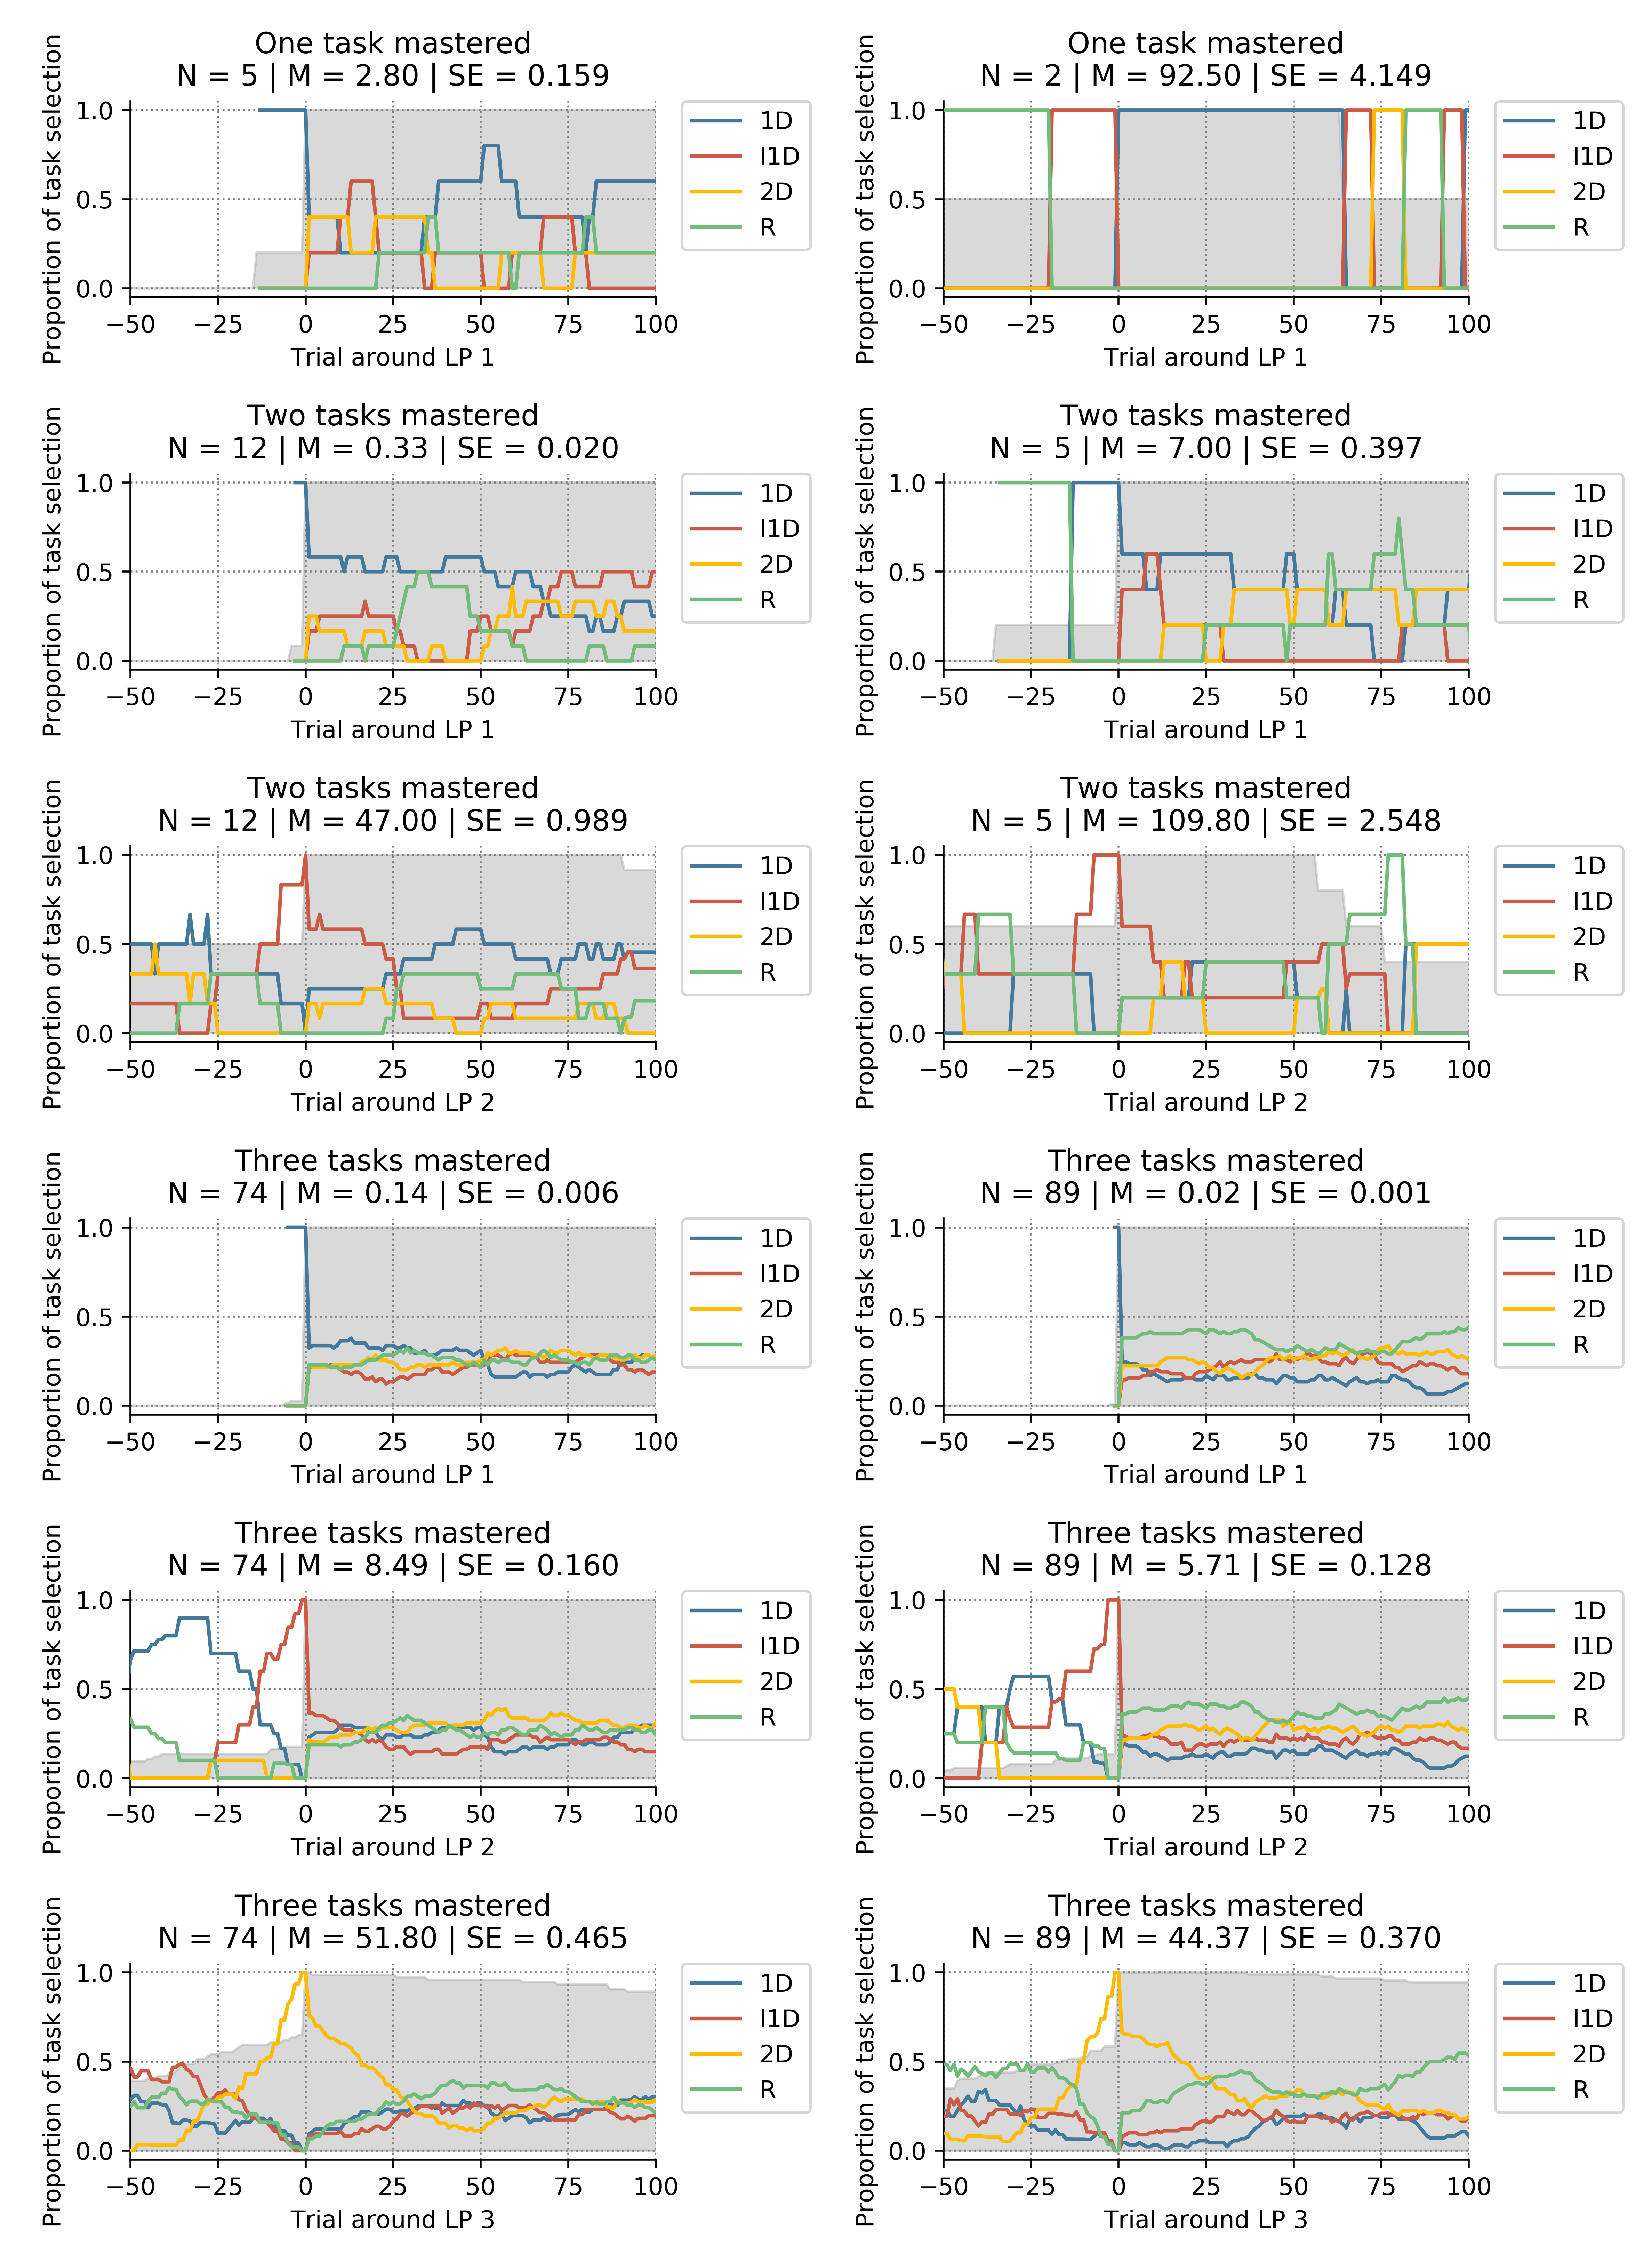 One task mastered
N = 5 | M = 2.80 | SE = 0.159
Proportion of task selection
1.0
0.5
0.0
−50 −25 0 25 50 75 100
Trial around LP 1
1D
I1D
2D
R
One task mastered
N = 2 | M = 92.50 | SE = 4.149
Proportion of task selection
1.0
0.5
0.0
−50 −25 0 25 50 75 100
Trial around LP 1
1D
I1D
2D
R
Two tasks mastered
N = 12 | M = 0.33 | SE = 0.020
Proportion of task selection
1.0
0.5
0.0
−50 −25 0 25 50 75 100
Trial around LP 1
1D
I1D
2D
R
Two tasks mastered
N = 5 | M = 7.00 | SE = 0.397
Proportion of task selection
1.0
0.5
0.0
−50 −25 0 25 50 75 100
Trial around LP 1
1D
I1D
2D
R
Two tasks mastered
N = 12 | M = 47.00 | SE = 0.989
Proportion of task selection
1.0
0.5
0.0
−50 −25 0 25 50 75 100
Trial around LP 2
1D
I1D
2D
R
Two tasks mastered
N = 5 | M = 109.80 | SE = 2.548
Proportion of task selection
1.0
0.5
0.0
−50 −25 0 25 50 75 100
Trial around LP 2
1D
I1D
2D
R
Three tasks mastered
N = 74 | M = 0.14 | SE = 0.006
Proportion of task selection
1.0
0.5
0.0
−50 −25 0 25 50 75 100
Trial around LP 1
1D
I1D
2D
R
Three tasks mastered
N = 89 | M = 0.02 | SE = 0.001
Proportion of task selection
1.0
0.5
0.0
−50 −25 0 25 50 75 100
Trial around LP 1
1D
I1D
2D
R
Three tasks mastered
N = 74 | M = 8.49 | SE = 0.160
Proportion of task selection
1.0
0.5
0.0
−50 −25 0 25 50 75 100
Trial around LP 2
1D
I1D
2D
R
Three tasks mastered
N = 89 | M = 5.71 | SE = 0.128
Proportion of task selection
1.0
0.5
0.0
−50 −25 0 25 50 75 100
Trial around LP 2
1D
I1D
2D
R
Three tasks mastered
N = 74 | M = 51.80 | SE = 0.465
Proportion of task selection
1.0
0.5
0.0
−50 −25 0 25 50 75 100
Trial around LP 3
1D
I1D
2D
R
Three tasks mastered
N = 89 | M = 44.37 | SE = 0.370
Proportion of task selection
1.0
0.5
0.0
−50 −25 0 25 50 75 100
Trial around LP 3
1D
I1D
2D
R